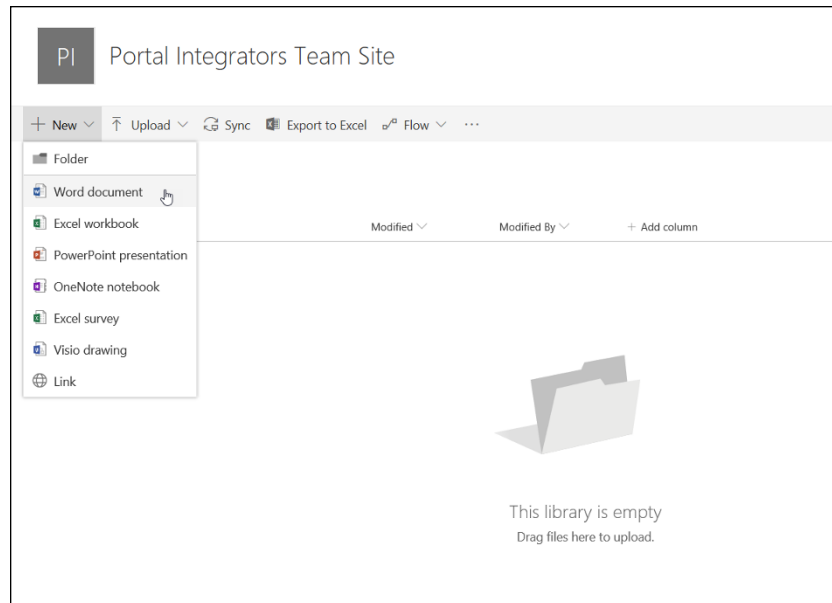 PI Portal Integrators Team Site
New Upload Sync Export to Excel Flow ...
Folder
Word document
Modified Modified By + Add column
Excel workbook
PowerPoint presentation
OneNote notebook
Excel survey
Visio drawing
Link
This library is empty
Drag files here to upload.